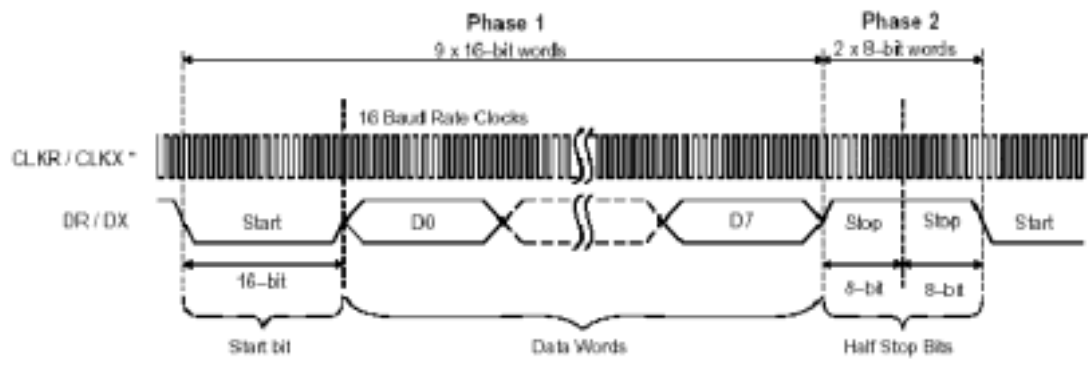 Phase 1
9 x 16-bit words
Phase 2
2 x 8-bit words
16 Baud Rate Clocks
CLKR / CLKX *
DR / DX
Start
D0
D7
Stop
Stop
Start
16-bit
8-bit
8-bit
Start bit
Data Words
Half Stop Bits